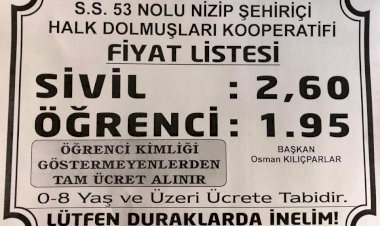 S.S. 53 NOLU NİZİP ŞEHİRİÇİ
HALK DOLMUŞLARI KOOPERATİFİ
FİYAT LİSTESİ
SİVİL : 2,60
ÖĞRENCİ : 1.95
ÖĞRENCİ KİMLİĞİ
GÖSTERMEYENLERDEN
TAM ÜCRET ALINIR
BAŞKAN
Osman KILIÇPARLAR
0-8 Yaş ve Üzeri Ücrete Tabidir.
LÜTFEN DURAKLARDA İNELİM!